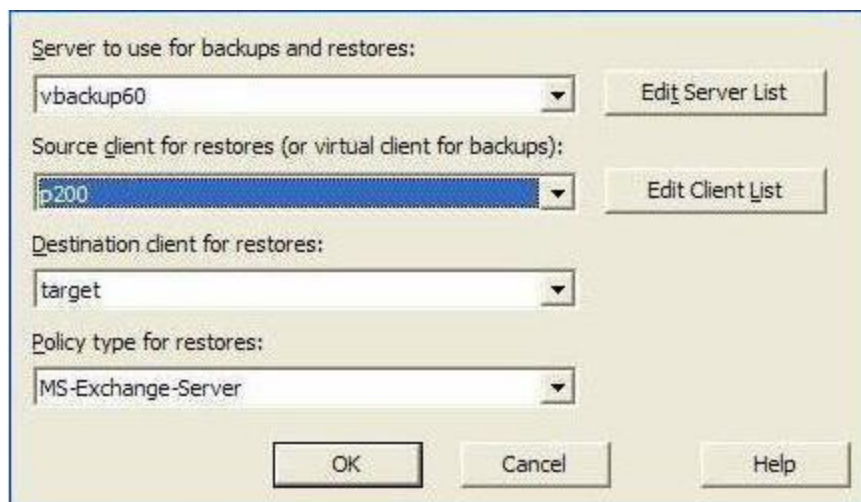 Server to use for backups and restores:
vbackup60
Edit Server List
Source client for restores (or virtual client for backups):
p200
Edit Client List
Destination client for restores:
target
Policy type for restores:
MS-Exchange-Server
OK
Cancel
Help